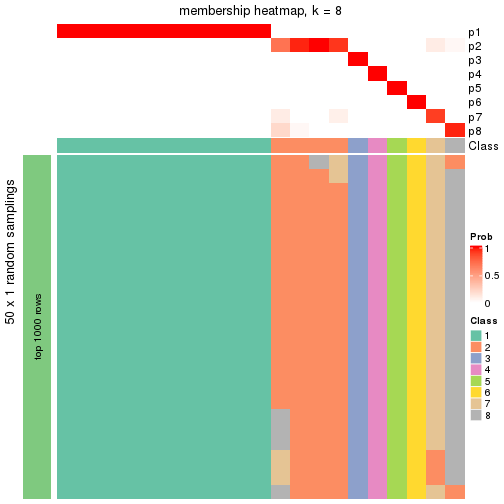 membership heatmap, k = 8
p1
p2
p3
p4
p5
p6
p7
p8
Class
50 x 1 random samplings
top 1000 rows
Prob
1
0.5
0
Class
1
2
3
4
5
6
7
8